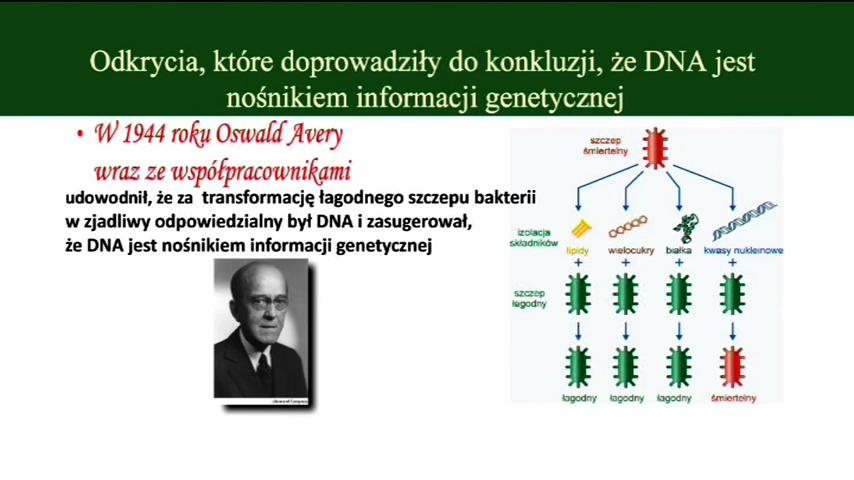 Odkrycia, które doprowadziły do konkluzji, że DNA jest
nośnikiem informacji genetycznej
• W 1944 roku Oswald Avery
wraz ze współpracownikami
udowodnił, że za transformację łagodnego szczepu bakterii
w zjadliwy odpowiedzialny był DNA i zasugerował,
że DNA jest nośnikiem informacji genetycznej
szczep
śmiertelny
izolacja
składników
lipidy wielocukry białka kwasy nukleinowe
+ + + +
szczep
łagodny
łagodny łagodny łagodny śmiertelny